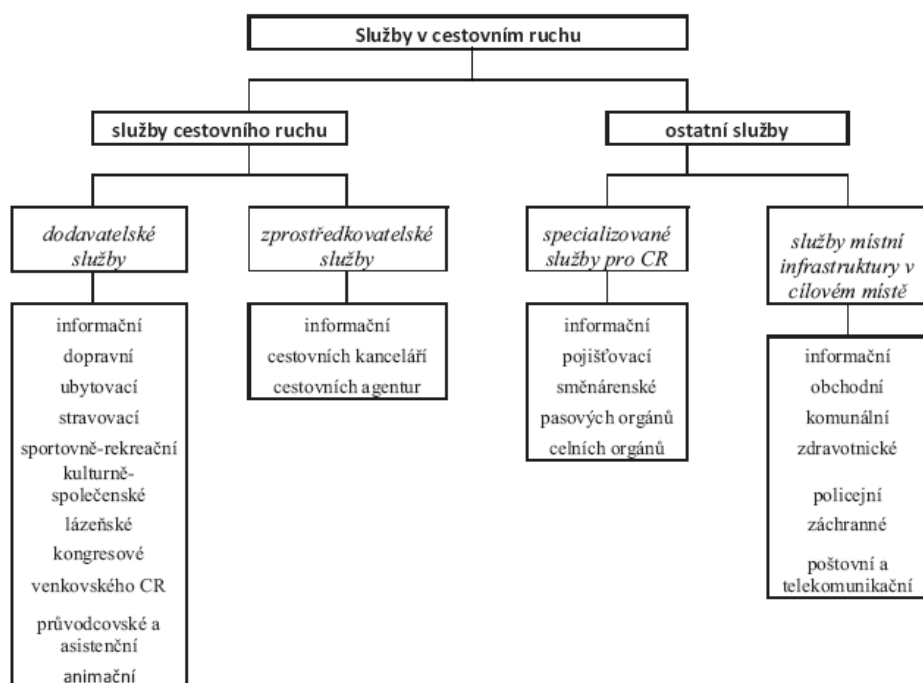 Služby v cestovním ruchu
služby cestovního ruchu
ostatní služby
dodavatelské
služby
zprostředkovatelské
služby
specializované
služby pro CR
služby místní
infrastruktury v
cílovém místě
informační
dopravní
ubytovací
stravovací
sportovně-rekreační
kulturně-
společenské
lázeňské
kongresové
venkovského CR
průvodcovské a
asistenční
animační
informační
cestovních kanceláří
cestovních agentur
informační
pojišťovací
směnárenské
pasových orgánů
celních orgánů
informační
obchodní
komunální
zdravotnické
policejní
záchranné
poštovní a
telekomunikační